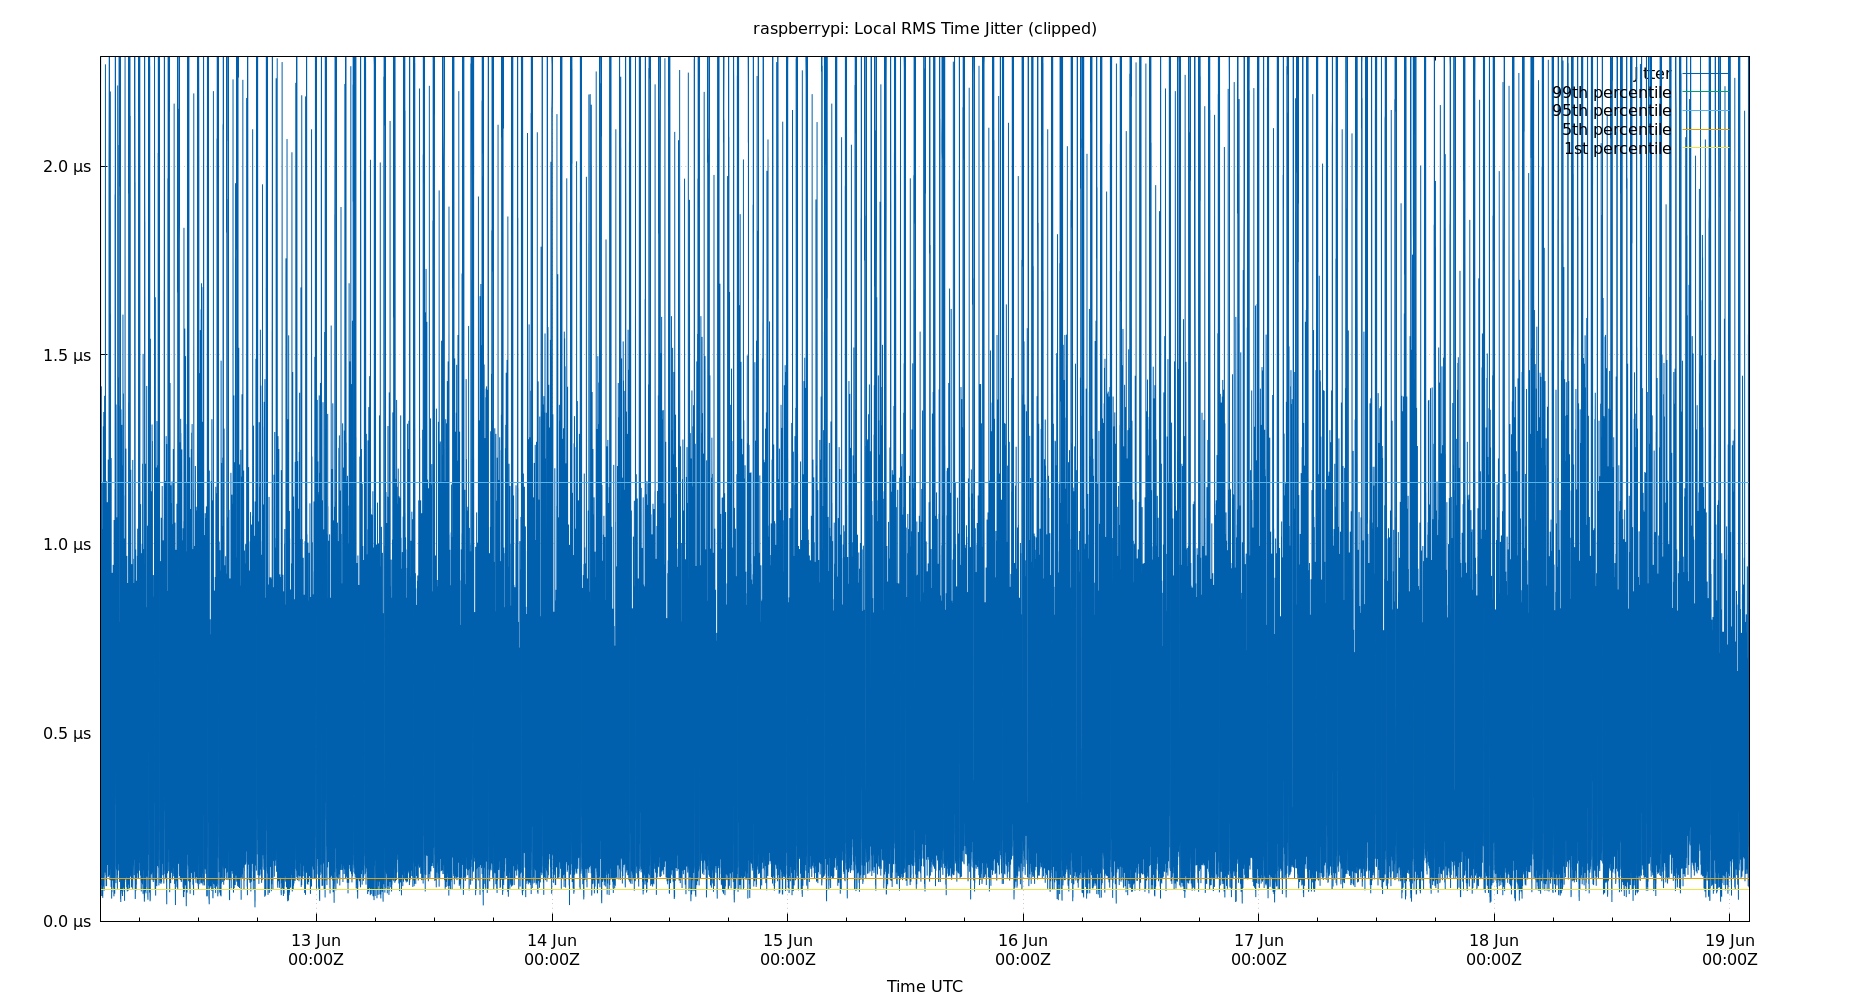 raspberrypi: Local RMS Time Jitter (clipped)
jitter
99th percentile
95th percentile
5th percentile
1st percentile
2.0 µs
1.5 µs
1.0 µs
0.5 µs
0.0 µs
13 Jun 14 Jun 15 Jun 16 Jun 17 Jun 18 Jun 19 Jun
00:00Z 00:00Z 00:00Z 00:00Z 00:00Z 00:00Z 00:00Z
Time UTC